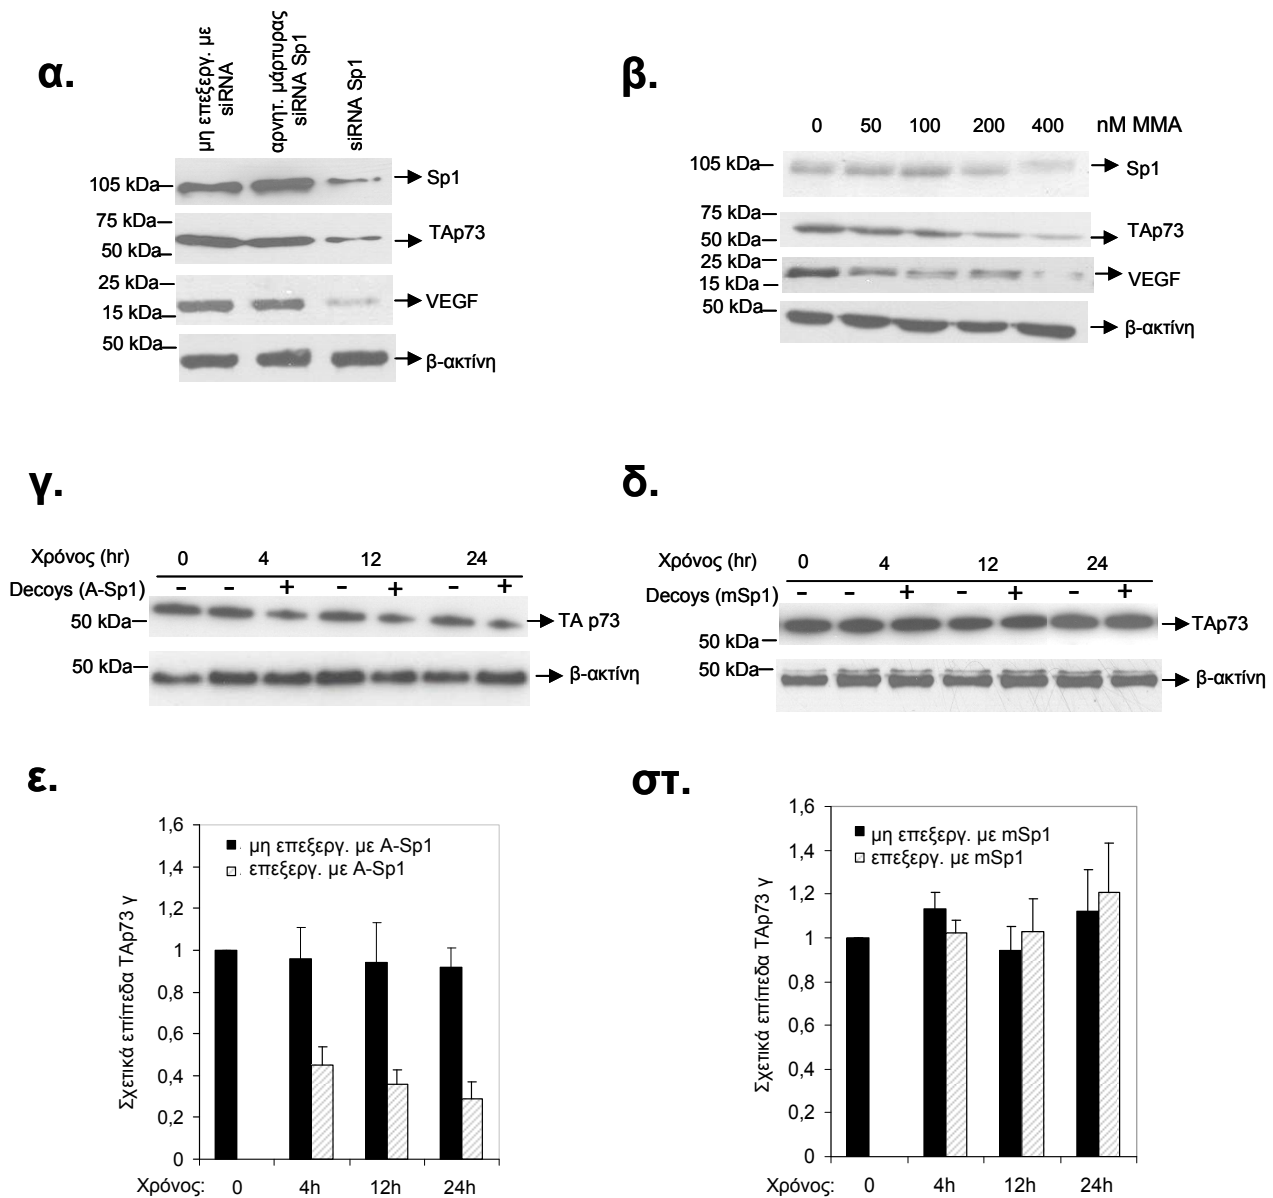 α.
μη επεξεργ. με
siRNA
αρνητ. μάρτυρας
siRNA Sp1
siRNA Sp1
105 kDa
Sp1
75 kDa
50 kDa
TAp73
25 kDa
15 kDa
VEGF
50 kDa
β-ακτίνη
β.
0 50 100 200 400 nM MMA
105 kDa
Sp1
75 kDa
50 kDa
TAp73
25 kDa
15 kDa
VEGF
50 kDa
β-ακτίνη
γ.
Χρόνος (hr) 0 4 12 24
Decoys (A-Sp1) - - + - + - +
50 kDa
TA p73
50 kDa
β-ακτίνη
δ.
Χρόνος (hr) 0 4 12 24
Decoys (mSp1) - - + - + - +
TAp73
50 kDa
50 kDa
β-ακτίνη
ε.
Σχετικά επίπεδα TAp73 γ
1,6
1,4
1,2
1
0,8
0,6
0,4
0,2
0
μη επεξεργ. με A-Sp1
επεξεργ. με A-Sp1
Χρόνος: 0 4h 12h 24h
στ.
Σχετικά επίπεδα TAp73 γ
1,6
1,4
1,2
1
0,8
0,6
0,4
0,2
0
μη επεξεργ. με mSp1
επεξεργ. με mSp1
Χρόνος: 0 4h 12h 24h